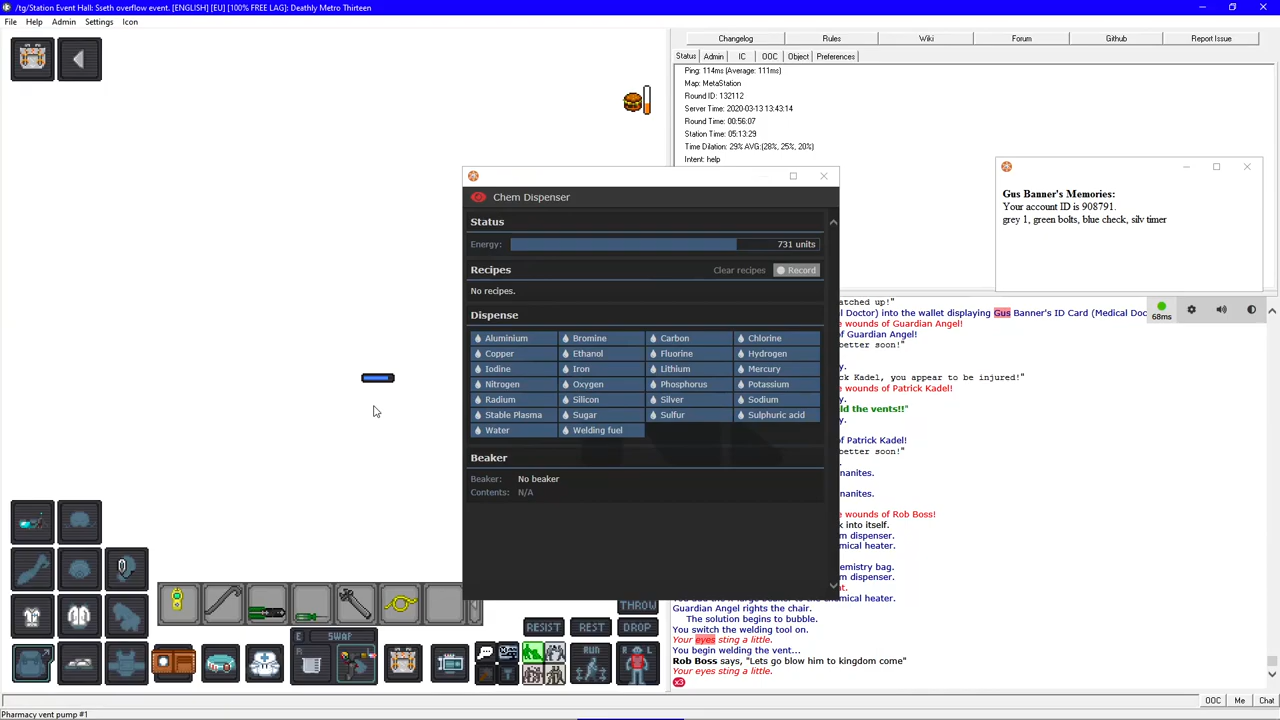 /tg/Station Event Hall: Sseth overflow event. [ENGLISH] [EU] [100% FREE LAG]: Deathly Metro Thirteen
File Help Admin Settings Icon
Changelog Rules Wiki Forum Github Report Issue
Status Admin IC OOC Object Preferences
Ping: 114ms (Average: 111ms)
Map: MetaStation
Round ID: 132112
Server Time: 2020-03-13 13:43:14
Round Time: 00:56:07
Station Time: 05:13:29
Time Dilation: 29% AVG:(28%, 25%, 20%)
Intent: help
Gus Banner's Memories:
Your account ID is 908791.
grey 1, green bolts, blue check, silv timer
Chem Dispenser
Status
Energy: 731 units
Recipes Clear recipes Record
No recipes.
Dispense
Aluminium Bromine Carbon Chlorine
Copper Ethanol Fluorine Hydrogen
Iodine Iron Lithium Mercury
Nitrogen Oxygen Phosphorus Potassium
Radium Silicon Silver Sodium
Stable Plasma Sugar Sulfur Sulphuric acid
Water Welding fuel
Beaker
Beaker: No beaker
Contents: N/A
atched up!"
l Doctor) into the wallet displaying Gus Banner's ID Card (Medical Doc
68ms
e wounds of Guardian Angel!
of Guardian Angel!
better soon!"
y.
ck Kadel, you appear to be injured!"
e wounds of Patrick Kadel!
ld the vents!!"
y.
of Patrick Kadel!
better soon!"
y.
nanites.
nanites.
e wounds of Rob Boss!
k into itself.
m dispenser.
mical heater.
emistry bag.
m dispenser.
emical heater.
Guardian Angel rights the chair.
The solution begins to bubble.
You switch the welding tool on.
Your eyes sting a little.
You begin welding the vent...
Rob Boss says, "Lets go blow him to kingdom come"
Your eyes sting a little.
x3
THROW
RESIST REST DROP
E SWAP
R
RUN
R L
OOC Me Chat
Pharmacy vent pump #1